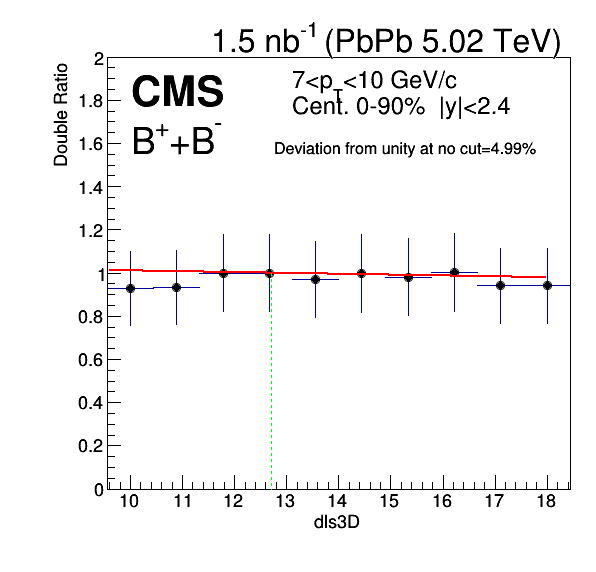 1.5 nb⁻¹ (PbPb 5.02 TeV)
CMS
B⁺+B⁻
7<p_T<10 GeV/c
Cent. 0-90% |y|<2.4
Deviation from unity at no cut=4.99%
Double Ratio
2
1.8
1.6
1.4
1.2
1
0.8
0.6
0.4
0.2
0
10 11 12 13 14 15 16 17 18
dls3D